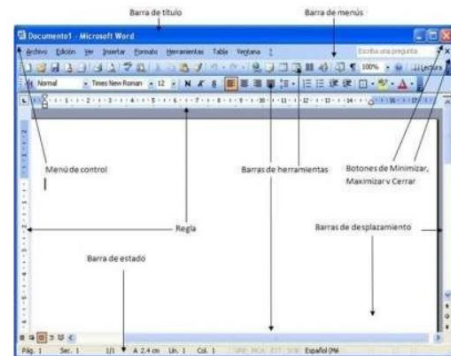 Barra de título
Barra de menús
Documento1 - Microsoft Word
Archivo Edición Ver Insertar Formato Herramientas Tabla Ventana ?
Escriba una pregunta
100%
Lectura
Normal Times New Roman 12 N K S
Menú de control
Barras de herramientas
Botones de Minimizar,
Maximizar y Cerrar
Regla
Barras de desplazamiento
Barra de estado
Pág. 1 Sec. 1 1/1 A 2.4 cm Lín. 1 Col. 1 Español (Mé